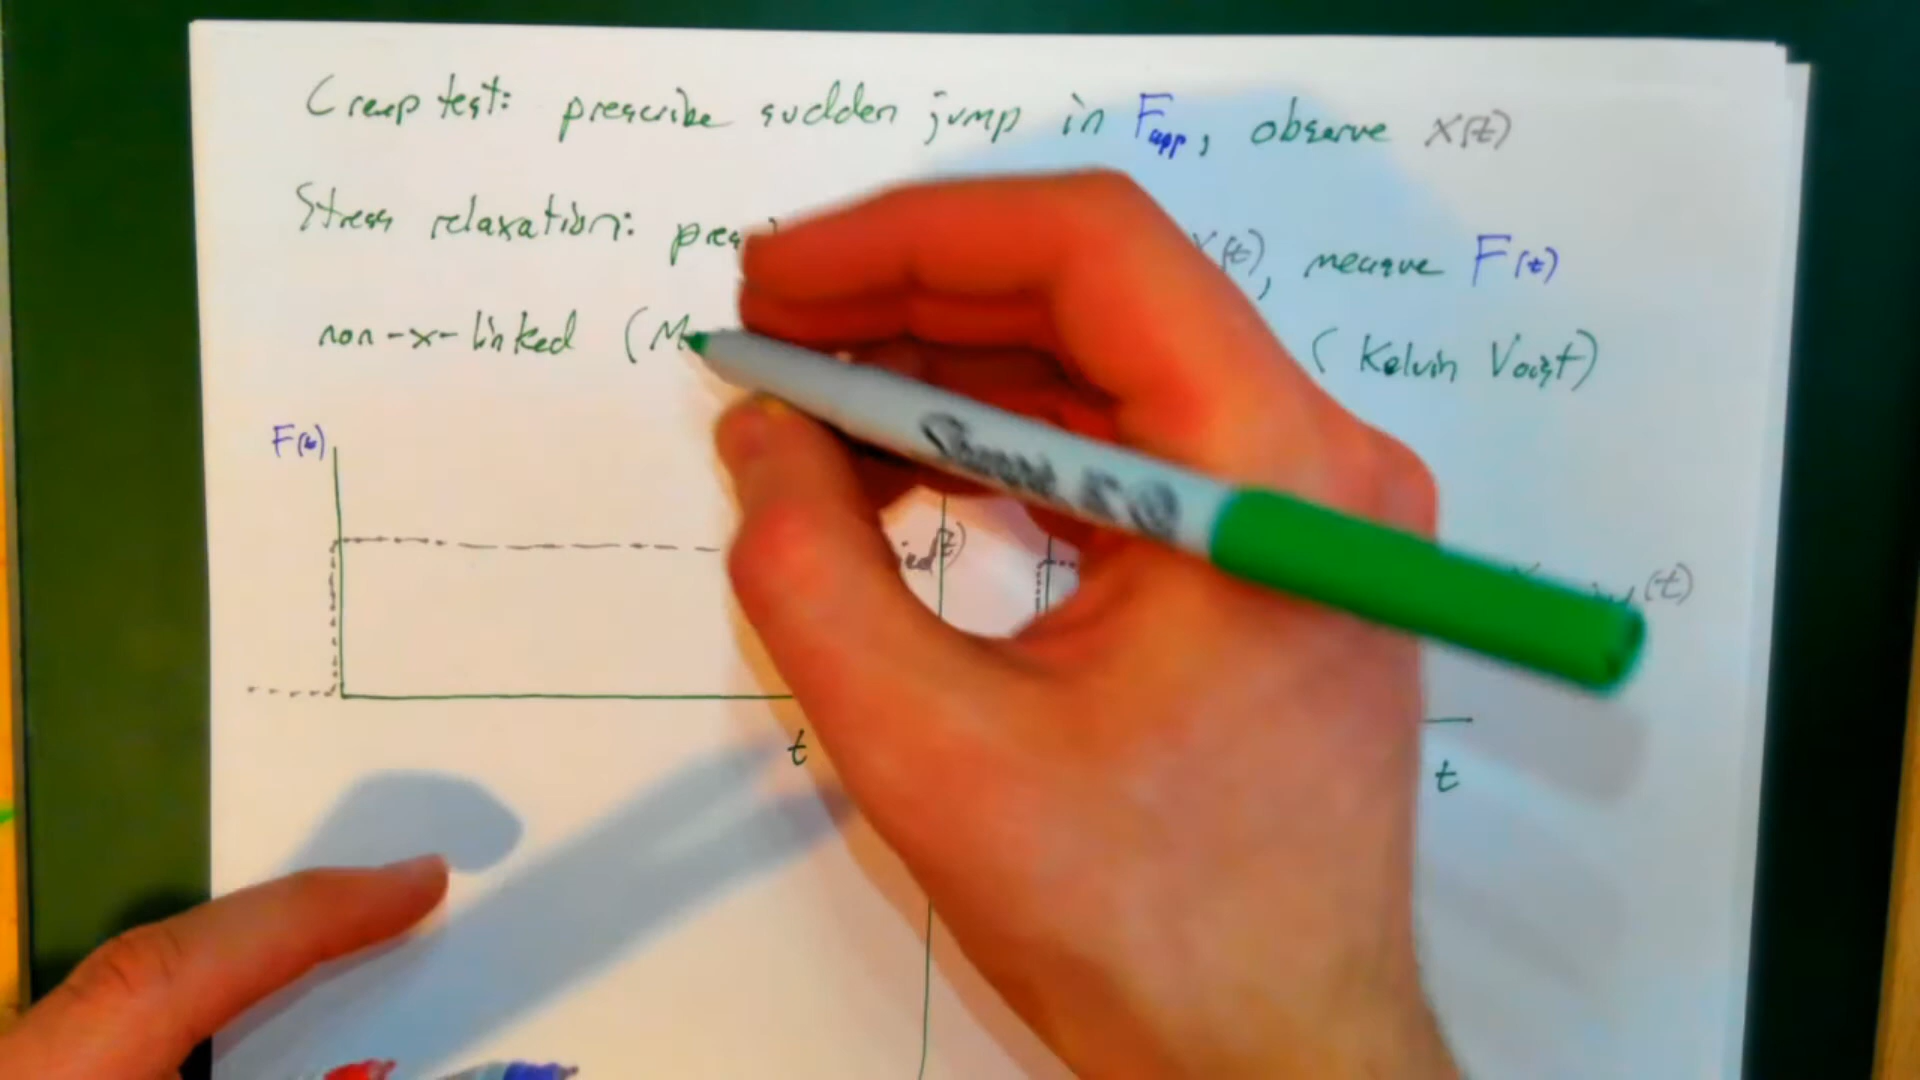 Creep test: prescribe sudden jump in Fapp, observe x(t)
Stress relaxation: pres x(t), measure F(t)
non-x-linked (M (Kelvin Voigt)
F(t)
(t)
t
t